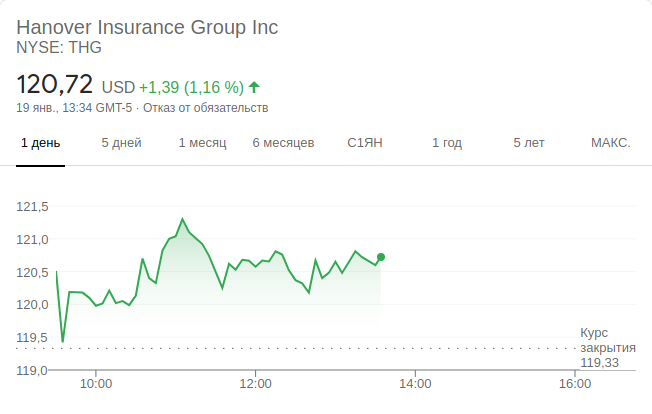 Hanover Insurance Group Inc
NYSE: THG
120,72 USD +1,39 (1,16 %)
19 янв., 13:34 GMT-5 · Отказ от обязательств
1 день 5 дней 1 месяц 6 месяцев С1ЯН 1 год 5 лет МАКС.
121,5
121,0
120,5
120,0
119,5
119,0
Курс
закрытия
119,33
10:00 12:00 14:00 16:00